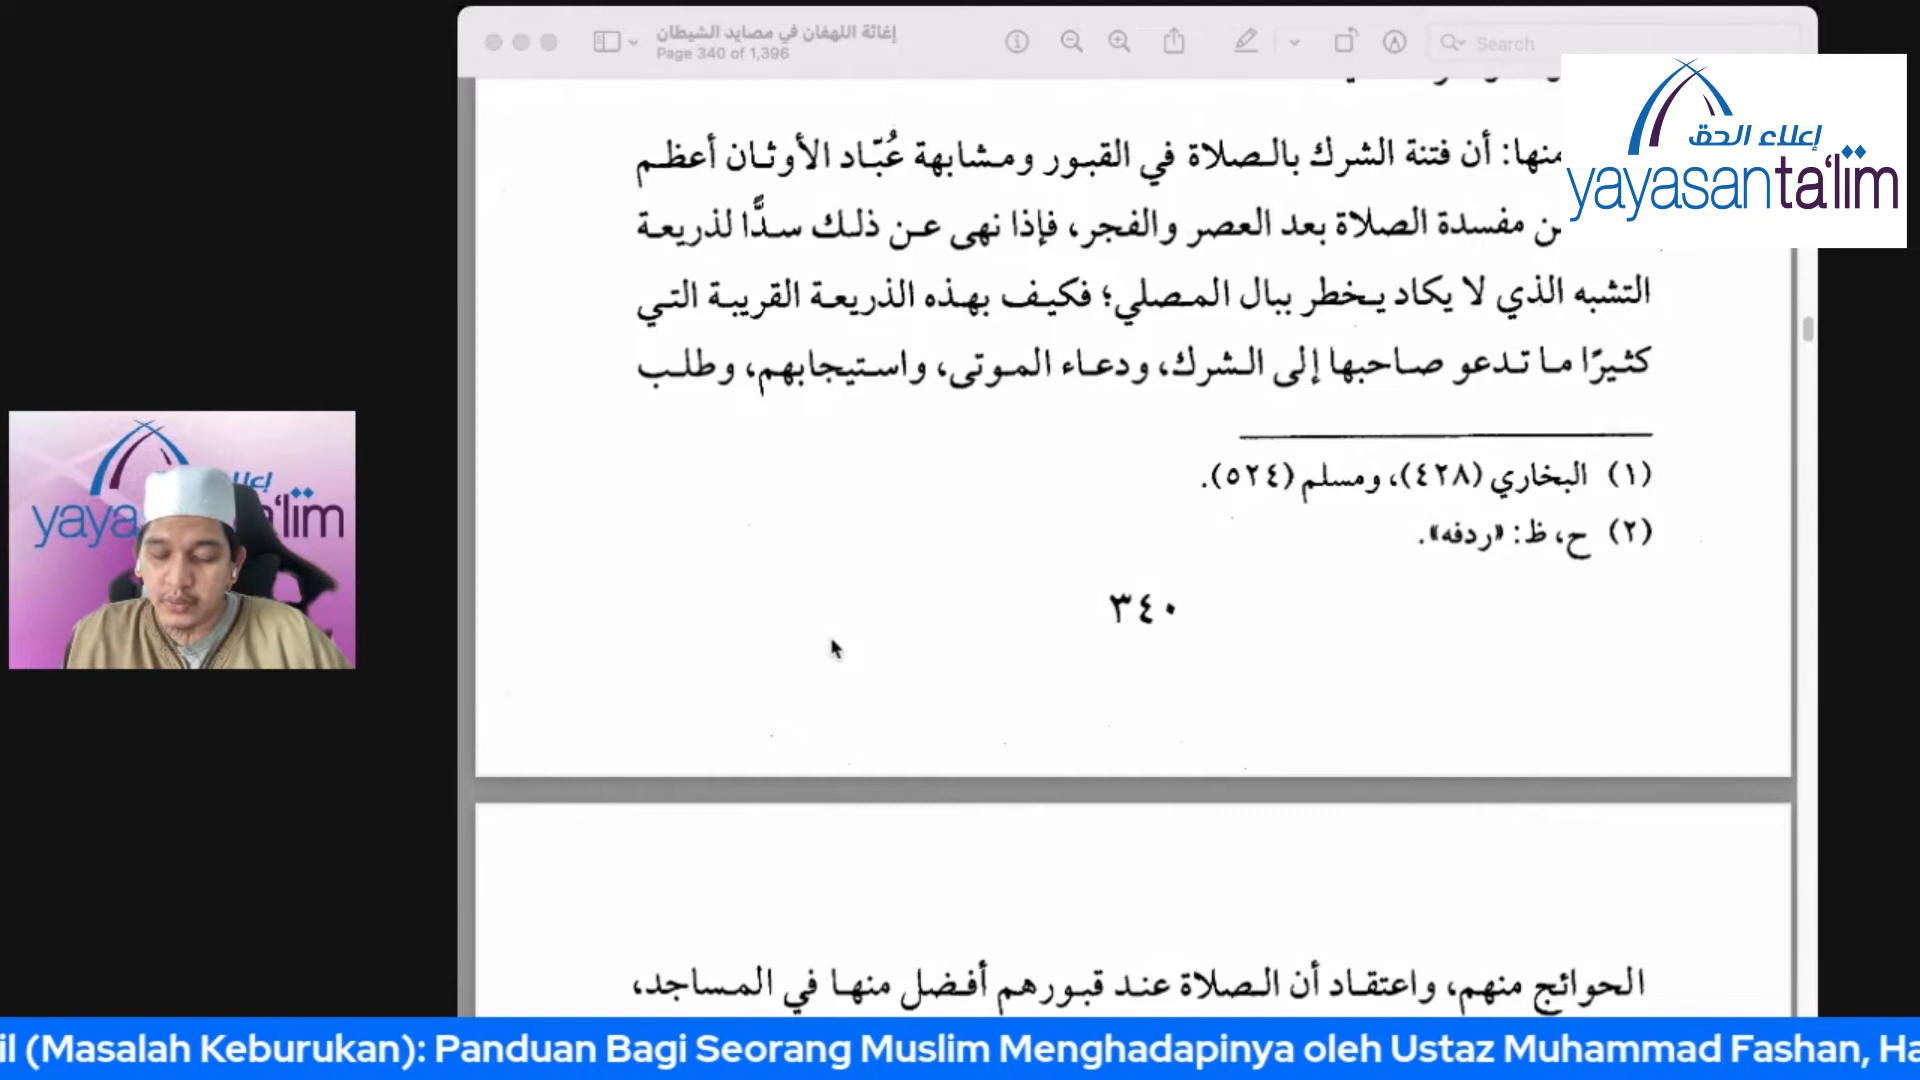 إغاثة اللهفان في مصايد الشيطان
Page 340 of 1,396
Search
إعلاء الحق
yayasanta'lim
منها: أن فتنة الشرك بالصلاة في القبور ومشابهة عُبّاد الأوثان أعظم
من مفسدة الصلاة بعد العصر والفجر، فإذا نهى عن ذلك سدًّا لذريعة
التشبه الذي لا يكاد يخطر ببال المصلي؛ فكيف بهذه الذريعة القريبة التي
كثيرًا ما تدعو صاحبها إلى الشرك، ودعاء الموتى، واستيجابهم، وطلب
(١) البخاري (٤٢٨)، ومسلم (٥٢٤).
(٢) ح، ظ: «ردفه».
٣٤٠
الحوائج منهم، واعتقاد أن الصلاة عند قبورهم أفضل منها في المساجد،
il (Masalah Keburukan): Panduan Bagi Seorang Muslim Menghadapinya oleh Ustaz Muhammad Fashan, Ha